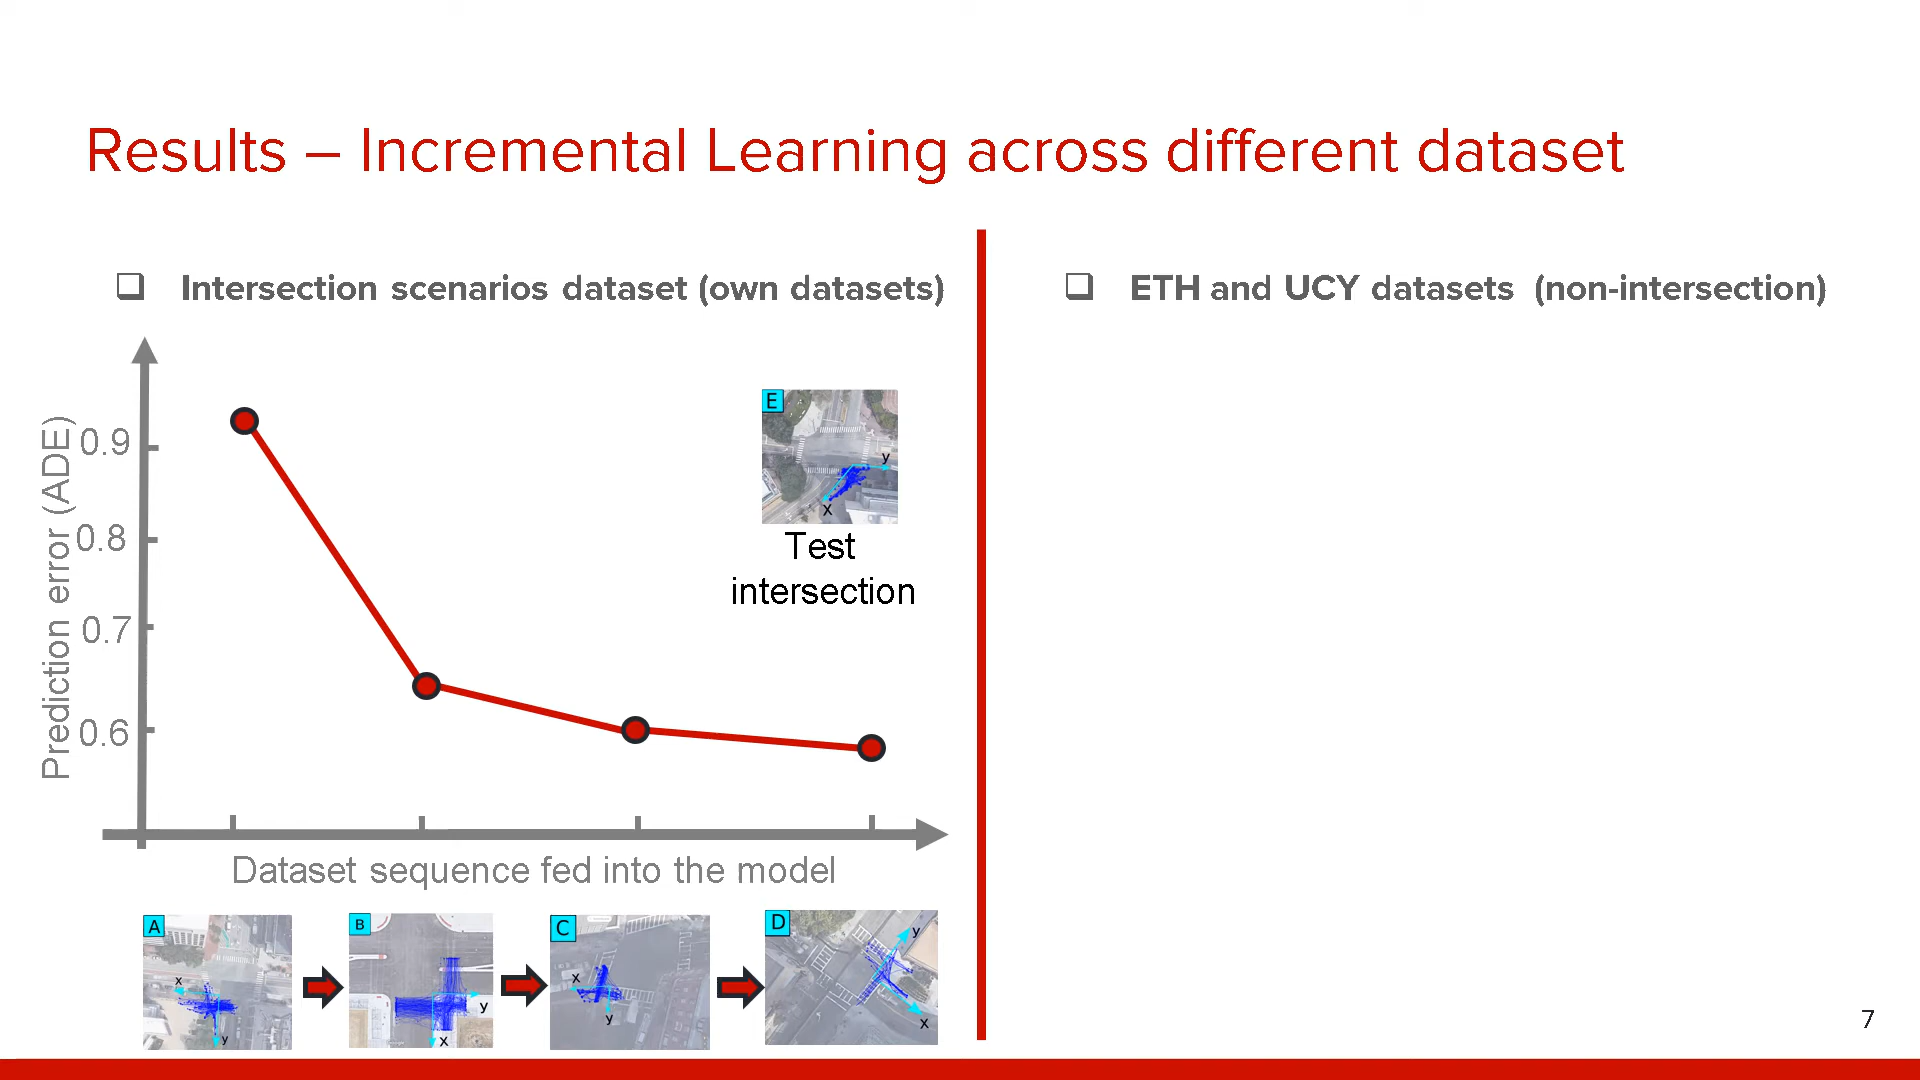 Results – Incremental Learning across different dataset
Intersection scenarios dataset (own datasets)
Prediction error (ADE)
0.9
0.8
0.7
0.6
E
y
x
Test
intersection
Dataset sequence fed into the model
A
x
y
B
y
x
C
x
y
D
y
x
ETH and UCY datasets (non-intersection)
7